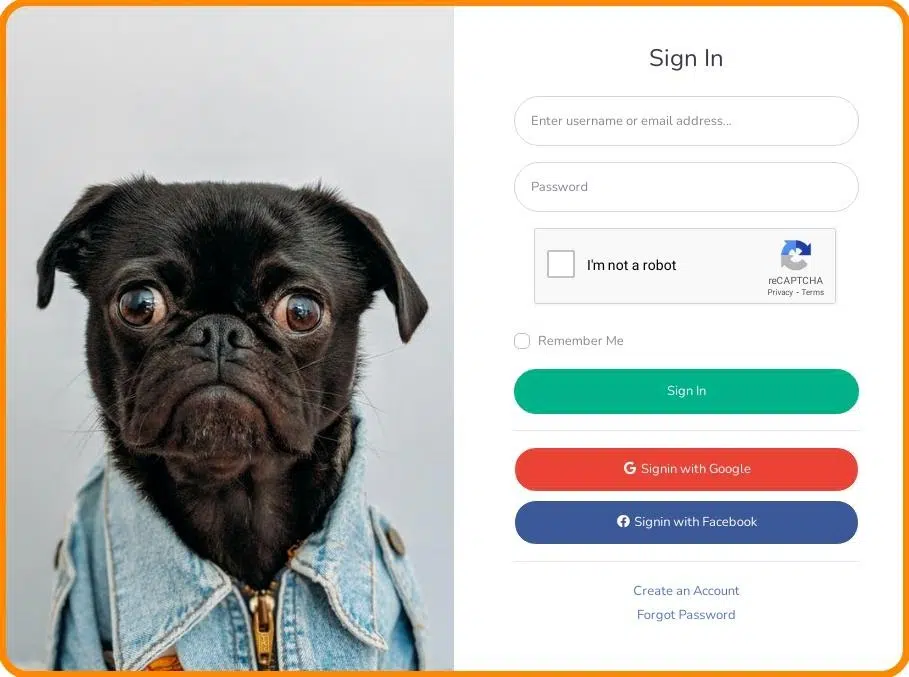 Sign In
Enter username or email address...
Password
I'm not a robot
reCAPTCHA
Privacy - Terms
Remember Me
Sign In
Signin with Google
Signin with Facebook
Create an Account
Forgot Password